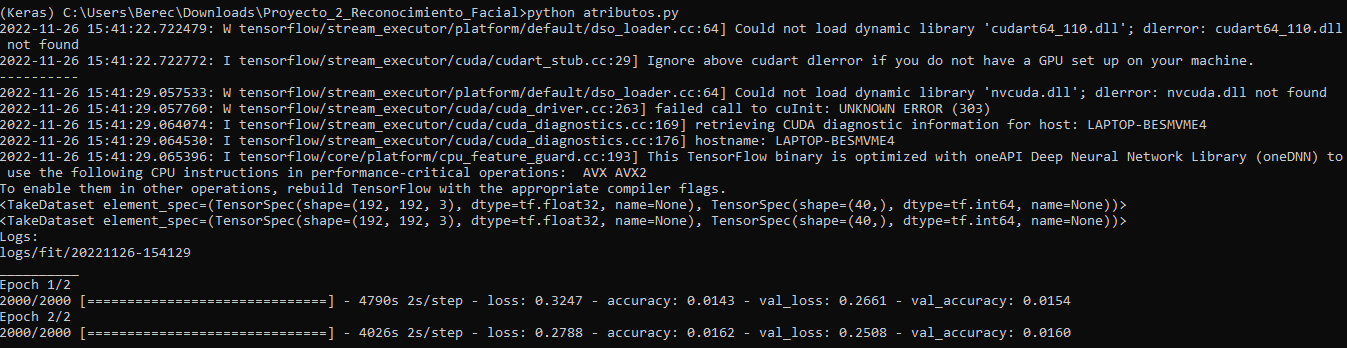 (Keras) C:\Users\Berec\Downloads\Proyecto_2_Reconocimiento_Facial>python atributos.py
2022-11-26 15:41:22.722479: W tensorflow/stream_executor/platform/default/dso_loader.cc:64] Could not load dynamic library 'cudart64_110.dll'; dlerror: cudart64_110.dll
 not found
2022-11-26 15:41:22.722772: I tensorflow/stream_executor/cuda/cudart_stub.cc:29] Ignore above cudart dlerror if you do not have a GPU set up on your machine.
----------
2022-11-26 15:41:29.057533: W tensorflow/stream_executor/platform/default/dso_loader.cc:64] Could not load dynamic library 'nvcuda.dll'; dlerror: nvcuda.dll not found
2022-11-26 15:41:29.057760: W tensorflow/stream_executor/cuda/cuda_driver.cc:263] failed call to cuInit: UNKNOWN ERROR (303)
2022-11-26 15:41:29.064074: I tensorflow/stream_executor/cuda/cuda_diagnostics.cc:169] retrieving CUDA diagnostic information for host: LAPTOP-BESMVME4
2022-11-26 15:41:29.064530: I tensorflow/stream_executor/cuda/cuda_diagnostics.cc:176] hostname: LAPTOP-BESMVME4
2022-11-26 15:41:29.065396: I tensorflow/core/platform/cpu_feature_guard.cc:193] This TensorFlow binary is optimized with oneAPI Deep Neural Network Library (oneDNN) to
 use the following CPU instructions in performance-critical operations:  AVX AVX2
To enable them in other operations, rebuild TensorFlow with the appropriate compiler flags.
<TakeDataset element_spec=(TensorSpec(shape=(192, 192, 3), dtype=tf.float32, name=None), TensorSpec(shape=(40,), dtype=tf.int64, name=None))>
<TakeDataset element_spec=(TensorSpec(shape=(192, 192, 3), dtype=tf.float32, name=None), TensorSpec(shape=(40,), dtype=tf.int64, name=None))>
Logs:
logs/fit/20221126-154129
__________
Epoch 1/2
2000/2000 [==============================] - 4790s 2s/step - loss: 0.3247 - accuracy: 0.0143 - val_loss: 0.2661 - val_accuracy: 0.0154
Epoch 2/2
2000/2000 [==============================] - 4026s 2s/step - loss: 0.2788 - accuracy: 0.0162 - val_loss: 0.2508 - val_accuracy: 0.0160